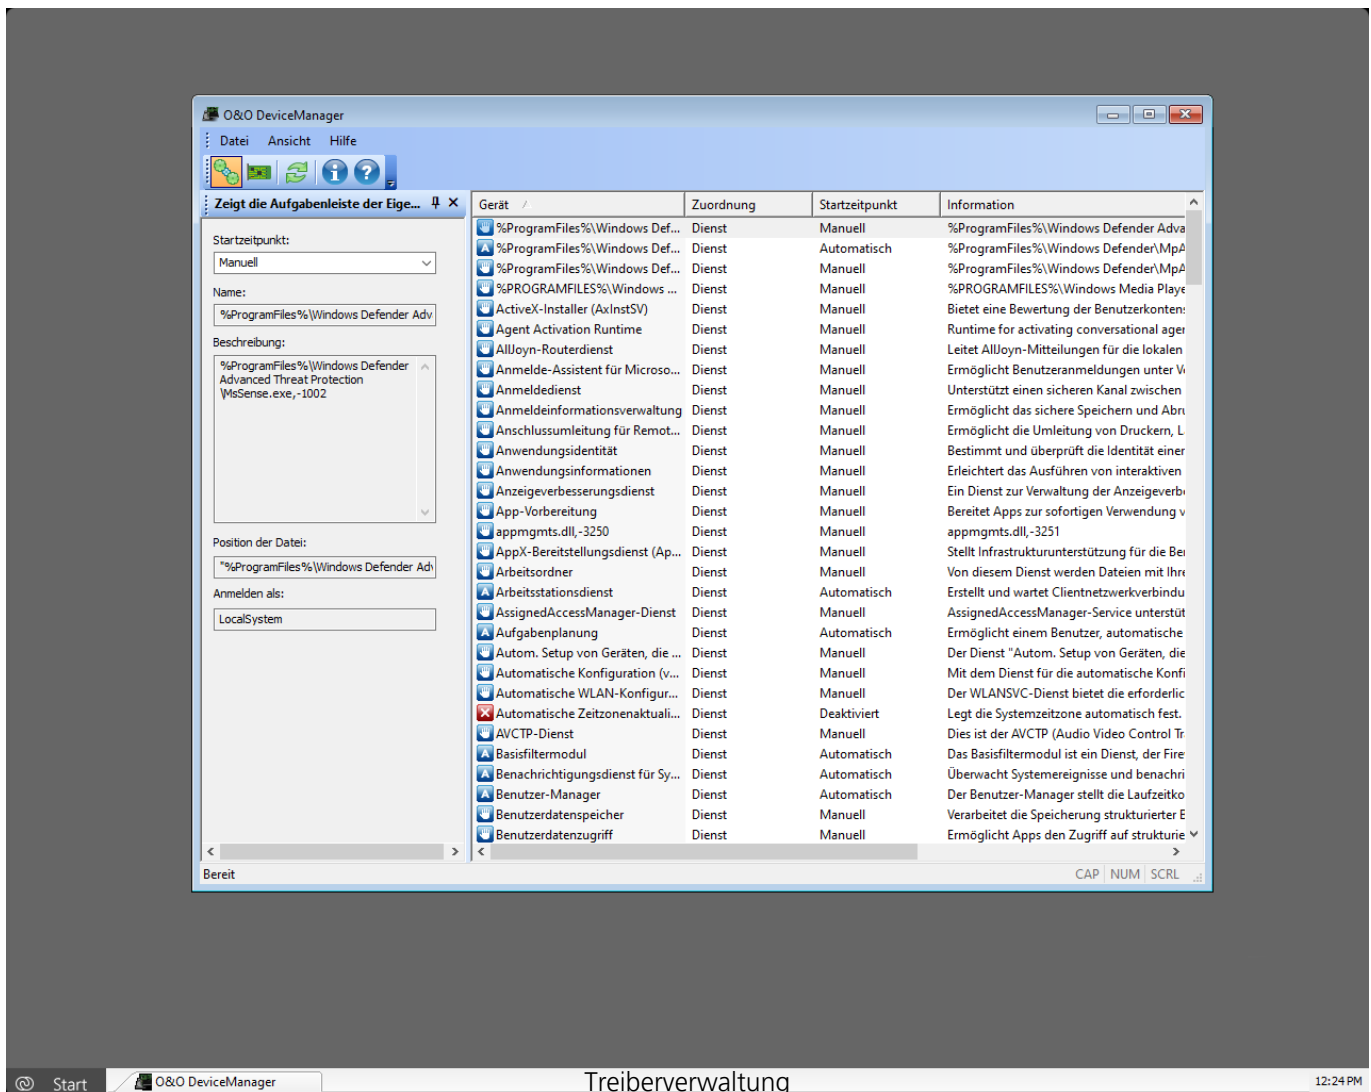 O&O DeviceManager
Datei Ansicht Hilfe
Zeigt die Aufgabenleiste der Eige...
Startzeitpunkt:
Manuell
Name:
%ProgramFiles%\Windows Defender Adv
Beschreibung:
%ProgramFiles%\Windows Defender
Advanced Threat Protection
\MsSense.exe,-1002
Position der Datei:
"%ProgramFiles%\Windows Defender Adv
Anmelden als:
LocalSystem
Gerät Zuordnung Startzeitpunkt Information
%ProgramFiles%\Windows Def... Dienst Manuell %ProgramFiles%\Windows Defender Adva
%ProgramFiles%\Windows Def... Dienst Automatisch %ProgramFiles%\Windows Defender\MpA
%ProgramFiles%\Windows Def... Dienst Manuell %ProgramFiles%\Windows Defender\MpA
%PROGRAMFILES%\Windows ... Dienst Manuell %PROGRAMFILES%\Windows Media Playe
ActiveX-Installer (AxInstSV) Dienst Manuell Bietet eine Bewertung der Benutzerkontens
Agent Activation Runtime Dienst Manuell Runtime for activating conversational ager
AllJoyn-Routerdienst Dienst Manuell Leitet AllJoyn-Mitteilungen für die lokalen
Anmelde-Assistent für Microso... Dienst Manuell Ermöglicht Benutzeranmeldungen unter Ve
Anmeldedienst Dienst Manuell Unterstützt einen sicheren Kanal zwischen
Anmeldeinformationsverwaltung Dienst Manuell Ermöglicht das sichere Speichern und Abru
Anschlussumleitung für Remot... Dienst Manuell Ermöglicht die Umleitung von Druckern, L
Anwendungsidentität Dienst Manuell Bestimmt und überprüft die Identität einer
Anwendungsinformationen Dienst Manuell Erleichtert das Ausführen von interaktiven
Anzeigeverbesserungsdienst Dienst Manuell Ein Dienst zur Verwaltung der Anzeigeverbe
App-Vorbereitung Dienst Manuell Bereitet Apps zur sofortigen Verwendung v
appmgmts.dll,-3250 Dienst Manuell appmgmts.dll,-3251
AppX-Bereitstellungsdienst (Ap... Dienst Manuell Stellt Infrastrukturunterstützung für die Ber
Arbeitsordner Dienst Manuell Von diesem Dienst werden Dateien mit Ihre
Arbeitsstationsdienst Dienst Automatisch Erstellt und wartet Clientnetzwerkverbindu
AssignedAccessManager-Dienst Dienst Manuell AssignedAccessManager-Service unterstüt
Aufgabenplanung Dienst Automatisch Ermöglicht einem Benutzer, automatische
Autom. Setup von Geräten, die ... Dienst Manuell Der Dienst "Autom. Setup von Geräten, die
Automatische Konfiguration (v... Dienst Manuell Mit dem Dienst für die automatische Konfi
Automatische WLAN-Konfigur... Dienst Manuell Der WLANSVC-Dienst bietet die erforderlic
Automatische Zeitzonenaktuali... Dienst Deaktiviert Legt die Systemzeitzone automatisch fest.
AVCTP-Dienst Dienst Manuell Dies ist der AVCTP (Audio Video Control Tr
Basisfiltermodul Dienst Automatisch Das Basisfiltermodul ist ein Dienst, der Fire
Benachrichtigungsdienst für Sy... Dienst Automatisch Überwacht Systemereignisse und benachri
Benutzer-Manager Dienst Automatisch Der Benutzer-Manager stellt die Laufzeitko
Benutzerdatenspeicher Dienst Manuell Verarbeitet die Speicherung strukturierter B
Benutzerdatenzugriff Dienst Manuell Ermöglicht Apps den Zugriff auf strukturie
Bereit CAP NUM SCRL
Start O&O DeviceManager Treiberverwaltung 12:24 PM